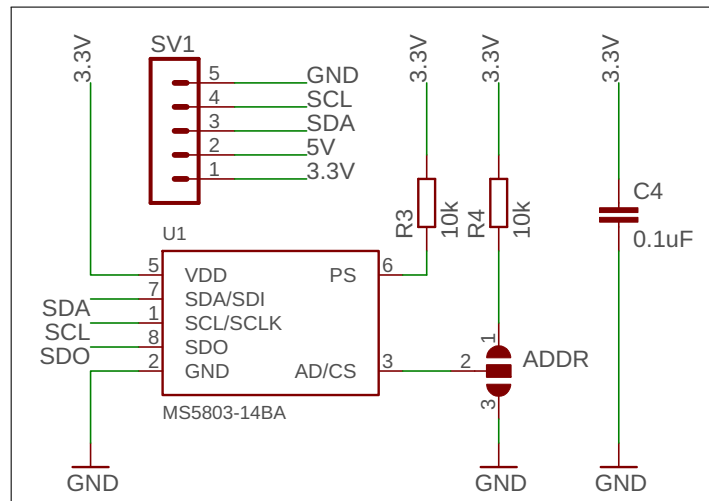 SV1
3.3V
5
GND
4
SCL
3
SDA
2
5V
1
3.3V
3.3V
3.3V
3.3V
R3
10k
R4
10k
C4
0.1uF
U1
5
VDD
PS
6
SDA
7
SDA/SDI
SCL
1
SCL/SCLK
SDO
8
SDO
2
GND
AD/CS
3
MS5803-14BA
1
2
ADDR
3
GND
GND
GND